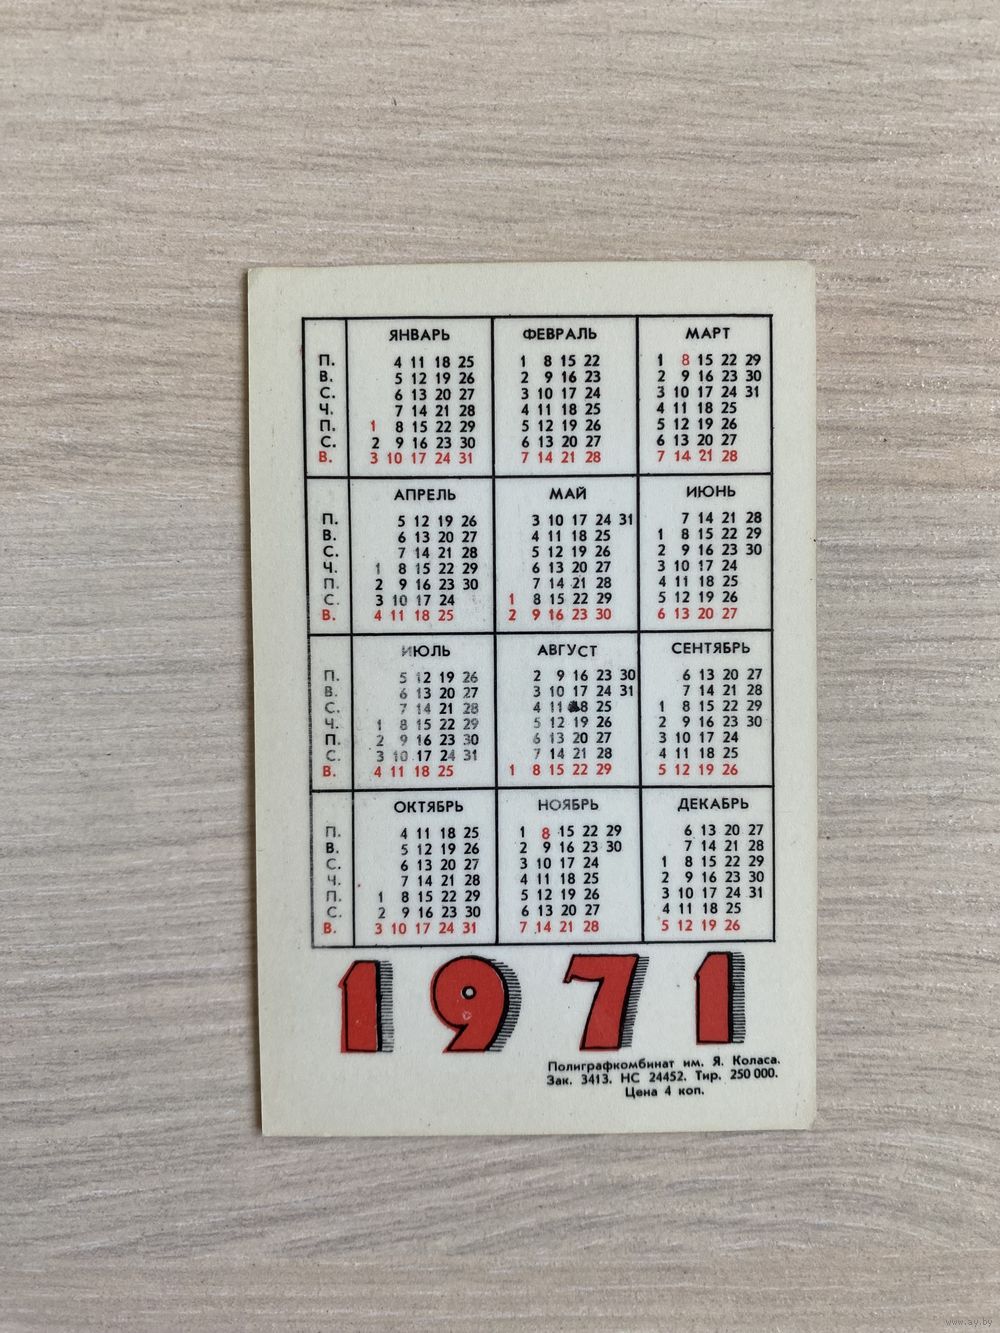 ЯНВАРЬ ФЕВРАЛЬ МАРТ
П. 4 11 18 25 1 8 15 22 1 8 15 22 29
В. 5 12 19 26 2 9 16 23 2 9 16 23 30
С. 6 13 20 27 3 10 17 24 3 10 17 24 31
Ч. 7 14 21 28 4 11 18 25 4 11 18 25
П. 1 8 15 22 29 5 12 19 26 5 12 19 26
С. 2 9 16 23 30 6 13 20 27 6 13 20 27
В. 3 10 17 24 31 7 14 21 28 7 14 21 28
АПРЕЛЬ МАЙ ИЮНЬ
П. 5 12 19 26 3 10 17 24 31 7 14 21 28
В. 6 13 20 27 4 11 18 25 1 8 15 22 29
С. 7 14 21 28 5 12 19 26 2 9 16 23 30
Ч. 1 8 15 22 29 6 13 20 27 3 10 17 24
П. 2 9 16 23 30 7 14 21 28 4 11 18 25
С. 3 10 17 24 1 8 15 22 29 5 12 19 26
В. 4 11 18 25 2 9 16 23 30 6 13 20 27
ИЮЛЬ АВГУСТ СЕНТЯБРЬ
П. 5 12 19 26 2 9 16 23 30 6 13 20 27
В. 6 13 20 27 3 10 17 24 31 7 14 21 28
С. 7 14 21 28 4 11 18 25 1 8 15 22 29
Ч. 1 8 15 22 29 5 12 19 26 2 9 16 23 30
П. 2 9 16 23 30 6 13 20 27 3 10 17 24
С. 3 10 17 24 31 7 14 21 28 4 11 18 25
В. 4 11 18 25 1 8 15 22 29 5 12 19 26
ОКТЯБРЬ НОЯБРЬ ДЕКАБРЬ
П. 4 11 18 25 1 8 15 22 29 6 13 20 27
В. 5 12 19 26 2 9 16 23 30 7 14 21 28
С. 6 13 20 27 3 10 17 24 1 8 15 22 29
Ч. 7 14 21 28 4 11 18 25 2 9 16 23 30
П. 1 8 15 22 29 5 12 19 26 3 10 17 24 31
С. 2 9 16 23 30 6 13 20 27 4 11 18 25
В. 3 10 17 24 31 7 14 21 28 5 12 19 26
1971
Полиграфкомбинат им. Я. Коласа.
Зак. 3413. НС 24452. Тир. 250 000.
Цена 4 коп.
www.ay.by